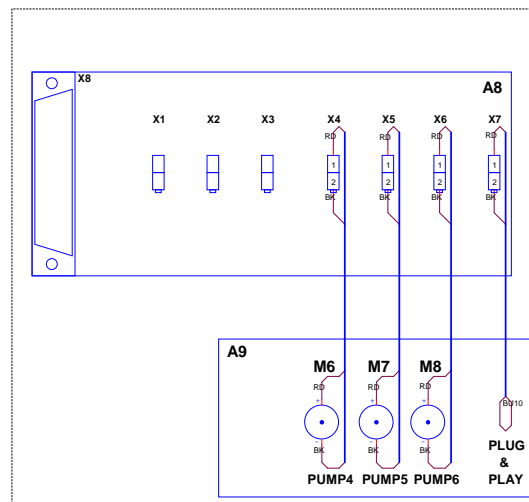 X8
A8
X1 X2 X3 X4 X5 X6 X7
RD RD RD RD
1 1 1 1
2 2 2 2
BK BK BK BK
A9
M6 M7 M8
RD RD RD
BU10
+ + +
- - -
BK BK BK
PUMP4 PUMP5 PUMP6
PLUG
&
PLAY